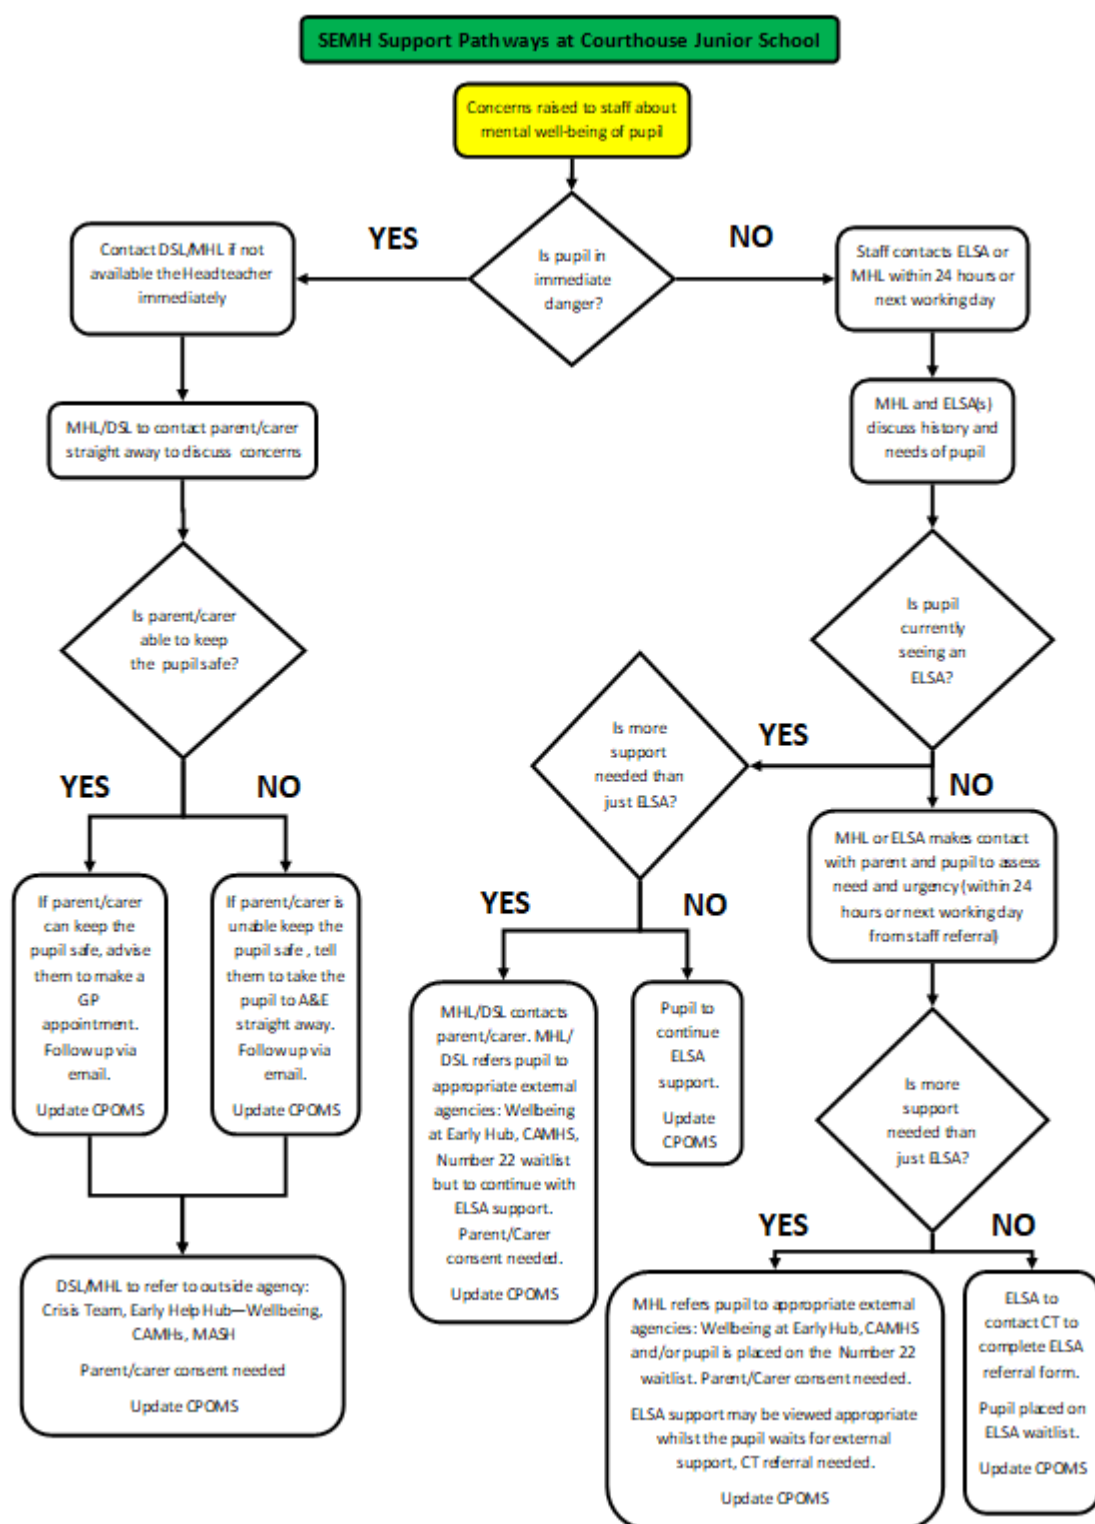 SEMH Support Pathways at Courthouse Junior School
Concerns raised to staff about
mental well-being of pupil
Is pupil in
immediate
danger?
YES
NO
Contact DSL/MHL if not
available the Headteacher
immediately
Staff contacts ELSA or
MHL within 24 hours or
next working day
MHL/DSL to contact parent/carer
straight away to discuss concerns
MHL and ELSA(s)
discuss history and
needs of pupil
Is parent/carer
able to keep
the pupil safe?
Is pupil
currently
seeing an
ELSA?
YES
NO
YES
NO
Is more
support
needed than
just ELSA?
MHL or ELSA makes contact
with parent and pupil to assess
need and urgency (within 24
hours or next working day
from staff referral)
If parent/carer
can keep the
pupil safe, advise
them to make a
GP
appointment.
Follow up via
email.
Update CPOMS
If parent/carer is
unable keep the
pupil safe , tell
them to take the
pupil to A&E
straight away.
Follow up via
email.
Update CPOMS
YES
NO
MHL/DSL contacts
parent/carer. MHL/
DSL refers pupil to
appropriate external
agencies: Wellbeing
at Early Hub, CAMHS,
Number 22 waitlist
but to continue with
ELSA support.
Parent/Carer
consent needed.
Update CPOMS
Pupil to
continue
ELSA
support.
Update
CPOMS
Is more
support
needed than
just ELSA?
YES
NO
DSL/MHL to refer to outside agency:
Crisis Team, Early Help Hub—Wellbeing,
CAMHs, MASH
Parent/carer consent needed
Update CPOMS
MHL refers pupil to appropriate external
agencies: Wellbeing at Early Hub, CAMHS
and/or pupil is placed on the Number 22
waitlist. Parent/Carer consent needed.
ELSA support may be viewed appropriate
whilst the pupil waits for external
support, CT referral needed.
Update CPOMS
ELSA to
contact CT to
complete ELSA
referral form.
Pupil placed on
ELSA waitlist.
Update CPOMS